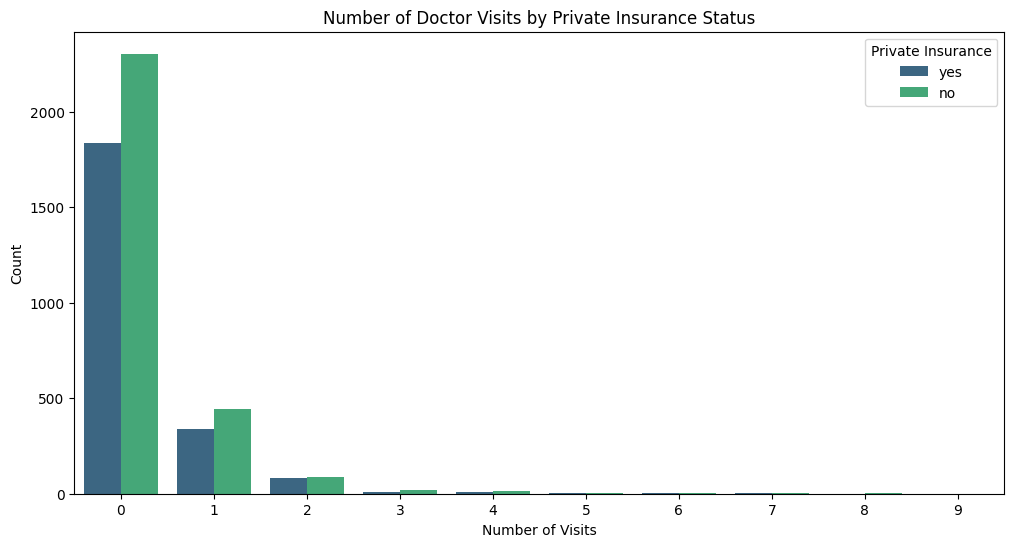 Number of Doctor Visits by Private Insurance Status
Private Insurance
yes
no
2000
1500
1000
500
0
Count
0 1 2 3 4 5 6 7 8 9
Number of Visits